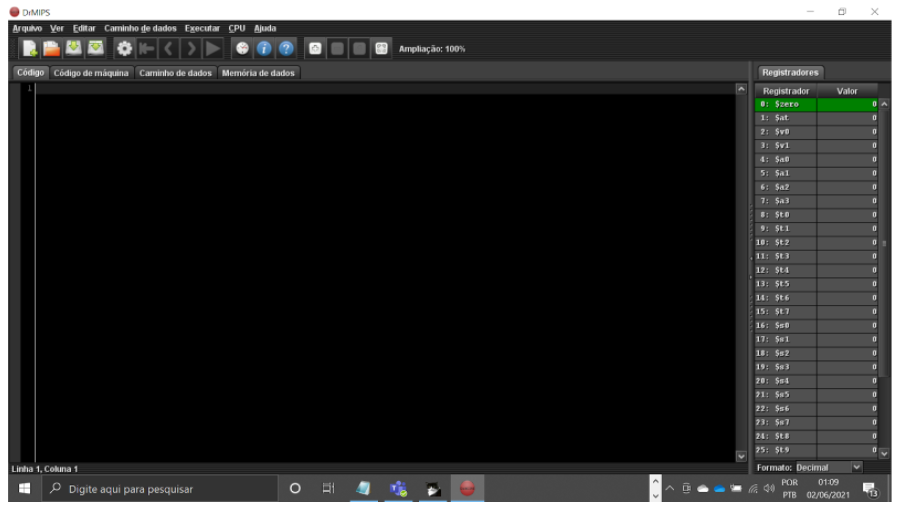 DrMIPS
Arquivo Ver Editar Caminho de dados Executar CPU Ajuda
Ampliação: 100%
Código Código de máquina Caminho de dados Memória de dados
1
Linha 1, Coluna 1
Registradores
Registrador Valor
0: $zero 0
1: $at 0
2: $v0 0
3: $v1 0
4: $a0 0
5: $a1 0
6: $a2 0
7: $a3 0
8: $t0 0
9: $t1 0
10: $t2 0
11: $t3 0
12: $t4 0
13: $t5 0
14: $t6 0
15: $t7 0
16: $s0 0
17: $s1 0
18: $s2 0
19: $s3 0
20: $s4 0
21: $s5 0
22: $s6 0
23: $s7 0
24: $t8 0
25: $t9 0
Formato: Decimal
Digite aqui para pesquisar
POR 01:09
PTB 02/06/2021
13